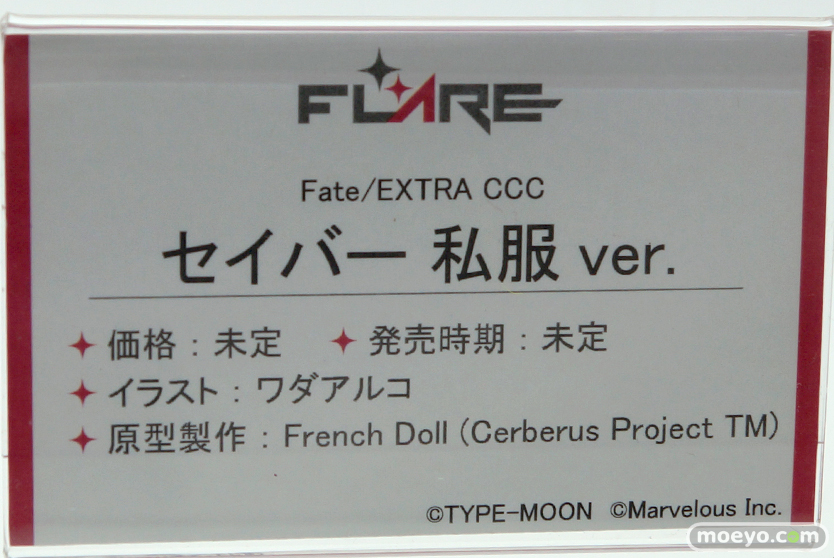 FLARE
Fate/EXTRA CCC
セイバー 私服 ver.
価格：未定 発売時期：未定
イラスト：ワダアルコ
原型製作：French Doll (Cerberus Project TM)
©TYPE-MOON ©Marvelous Inc.
moeyo.com